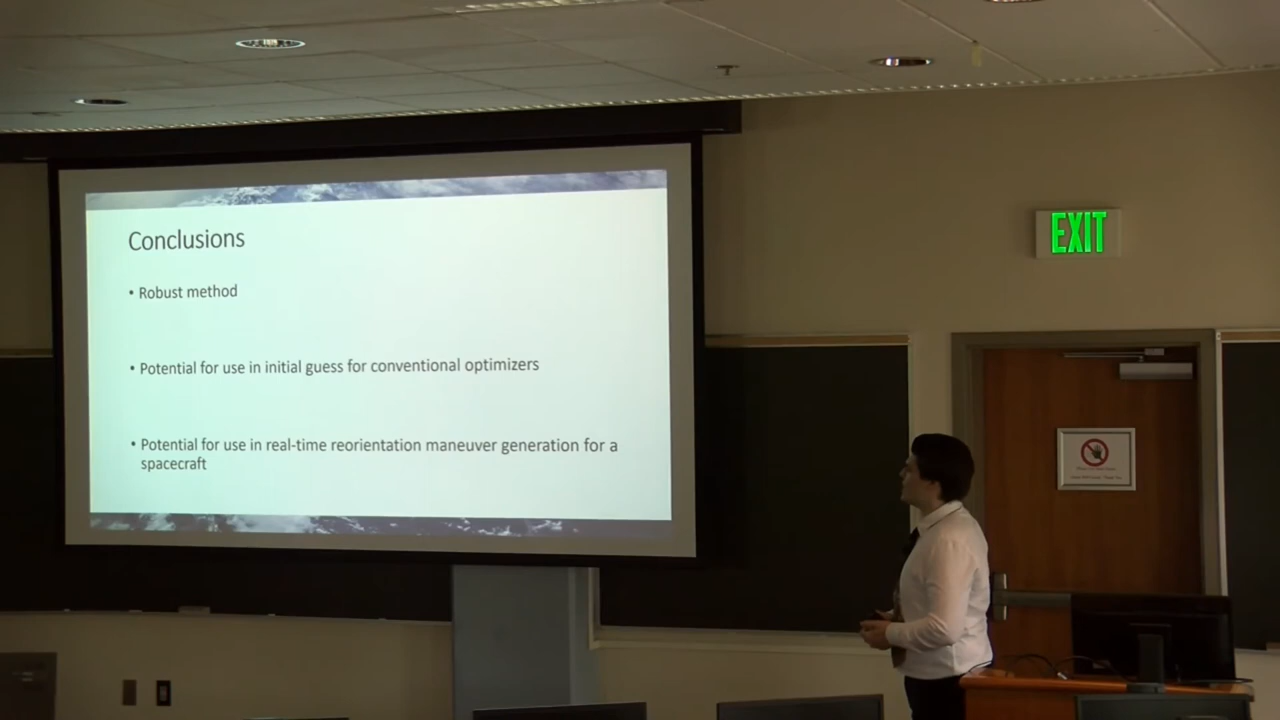 Conclusions
• Robust method
• Potential for use in initial guess for conventional optimizers
• Potential for use in real-time reorientation maneuver generation for a
spacecraft
EXIT